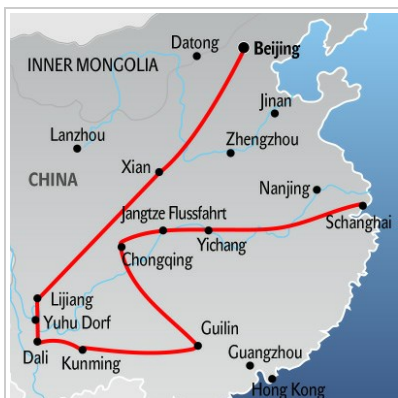 Datong
Beijing
INNER MONGOLIA
Jinan
Lanzhou
Zhengzhou
Xian
CHINA
Nanjing
Jangtze Flussfahrt
Schanghai
Yichang
Chongqing
Lijiang
Yuhu Dorf
Guilin
Dali
Kunming
Guangzhou
Hong Kong